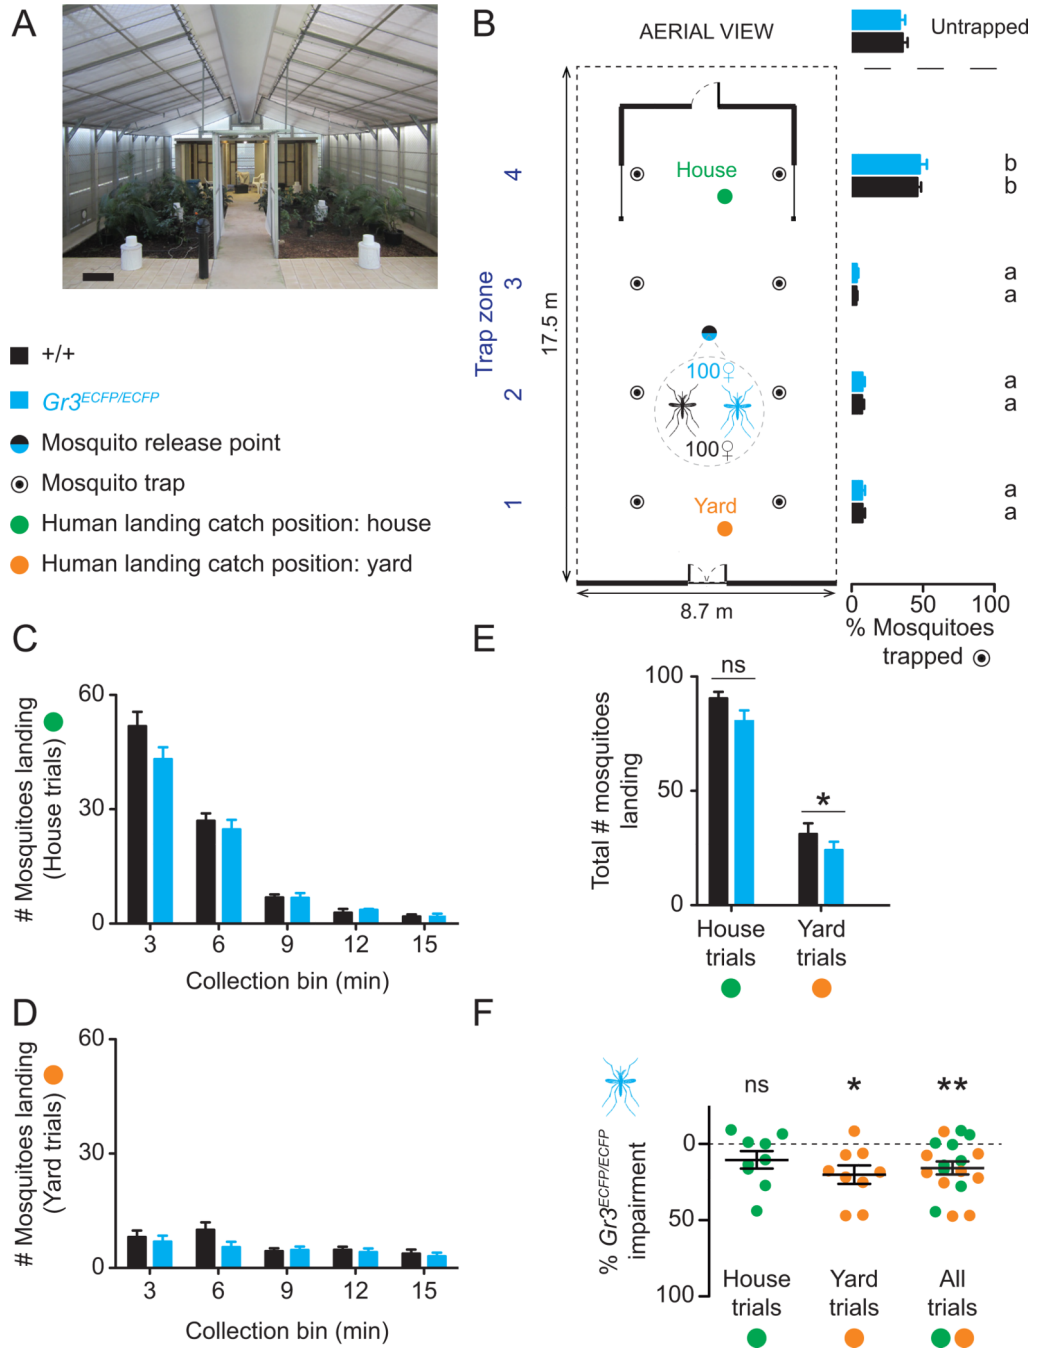 A
B
AERIAL VIEW
Untrapped
+/+
Gr3ECFP/ECFP
Mosquito release point
Mosquito trap
Human landing catch position: house
Human landing catch position: yard
Trap zone
4
3
2
1
17.5 m
8.7 m
House
100♀
100♀
Yard
b
b
a
a
a
a
a
a
0 50 100
% Mosquitoes
trapped
C
# Mosquitoes landing
(House trials)
60
30
0
3 6 9 12 15
Collection bin (min)
D
# Mosquitoes landing
(Yard trials)
60
30
0
3 6 9 12 15
Collection bin (min)
E
Total # mosquitoes
landing
100
50
0
ns
*
House
trials
Yard
trials
F
% Gr3ECFP/ECFP
impairment
ns * **
0
50
100
House
trials
Yard
trials
All
trials